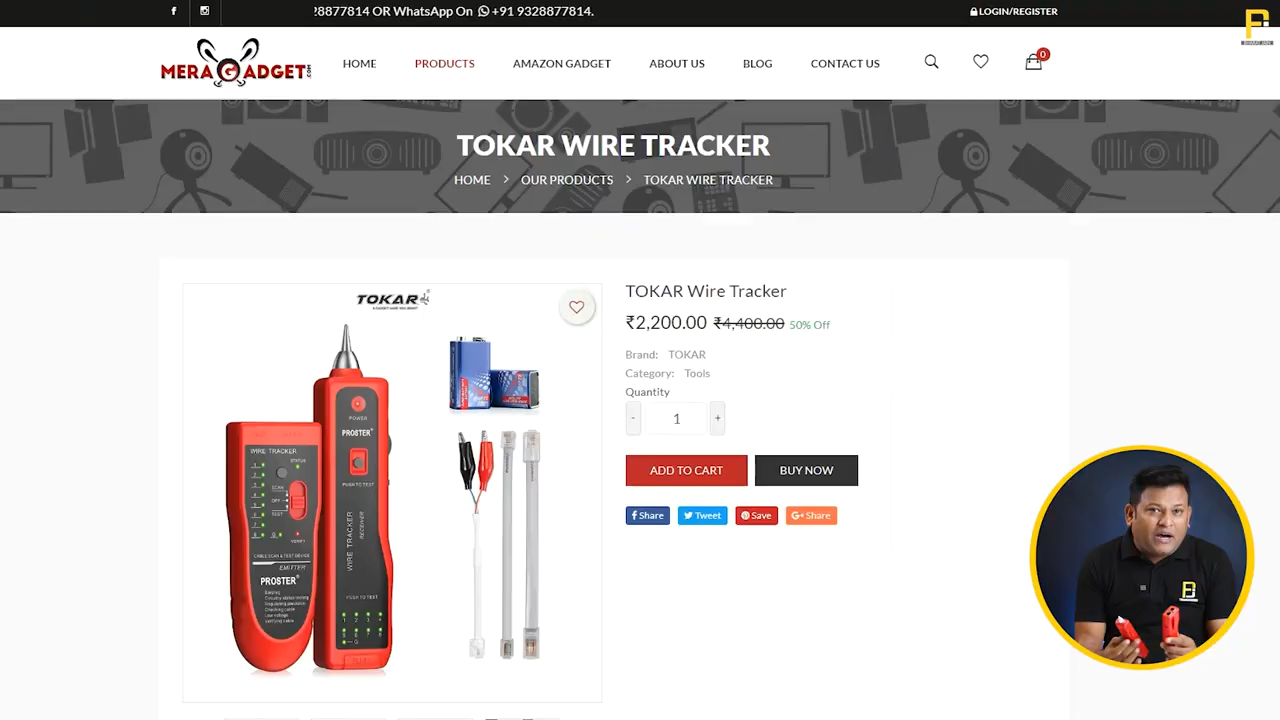 28877814 OR WhatsApp On +91 9328877814.
LOGIN/REGISTER
MERAGADGET.COM
HOME
PRODUCTS
AMAZON GADGET
ABOUT US
BLOG
CONTACT US
0
TOKAR WIRE TRACKER
HOME > OUR PRODUCTS > TOKAR WIRE TRACKER
TOKAR
TOKAR Wire Tracker
₹2,200.00 ₹4,400.00 50% Off
Brand: TOKAR
Category: Tools
Quantity
- 1 +
ADD TO CART
BUY NOW
Share
Tweet
Save
G+ Share
POWER
PROSTER
PUSH TO TEST
WIRE TRACKER
RECEIVER
PUSH TO TEST
WIRE TRACKER
STATUS
SCAN
OFF
TEST
VERIFY
CABLE SCAN & TEST DEVICE
EMITTER
PROSTER